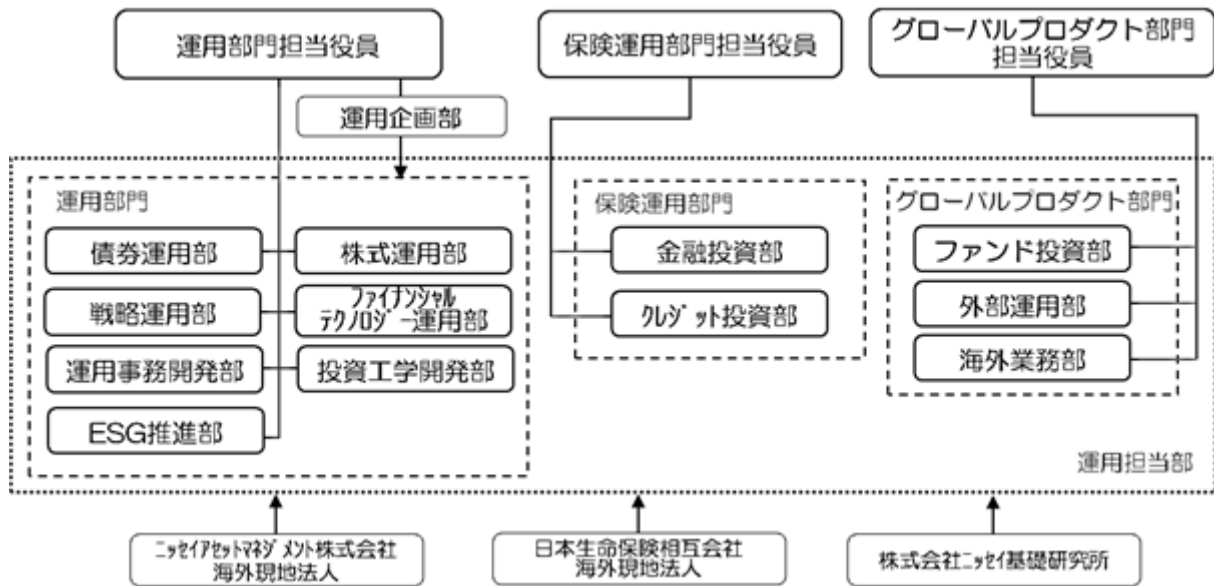 運用部門担当役員
保険運用部門担当役員
グローバルプロダクト部門
担当役員
運用企画部
運用部門
債券運用部
株式運用部
戦略運用部
ファイナンシャル
テクノロジー運用部
運用事務開発部
投資工学開発部
ESG推進部
保険運用部門
金融投資部
クレジット投資部
グローバルプロダクト部門
ファンド投資部
外部運用部
海外業務部
運用担当部
ニッセイアセットマネジメント株式会社
海外現地法人
日本生命保険相互会社
海外現地法人
株式会社ニッセイ基礎研究所